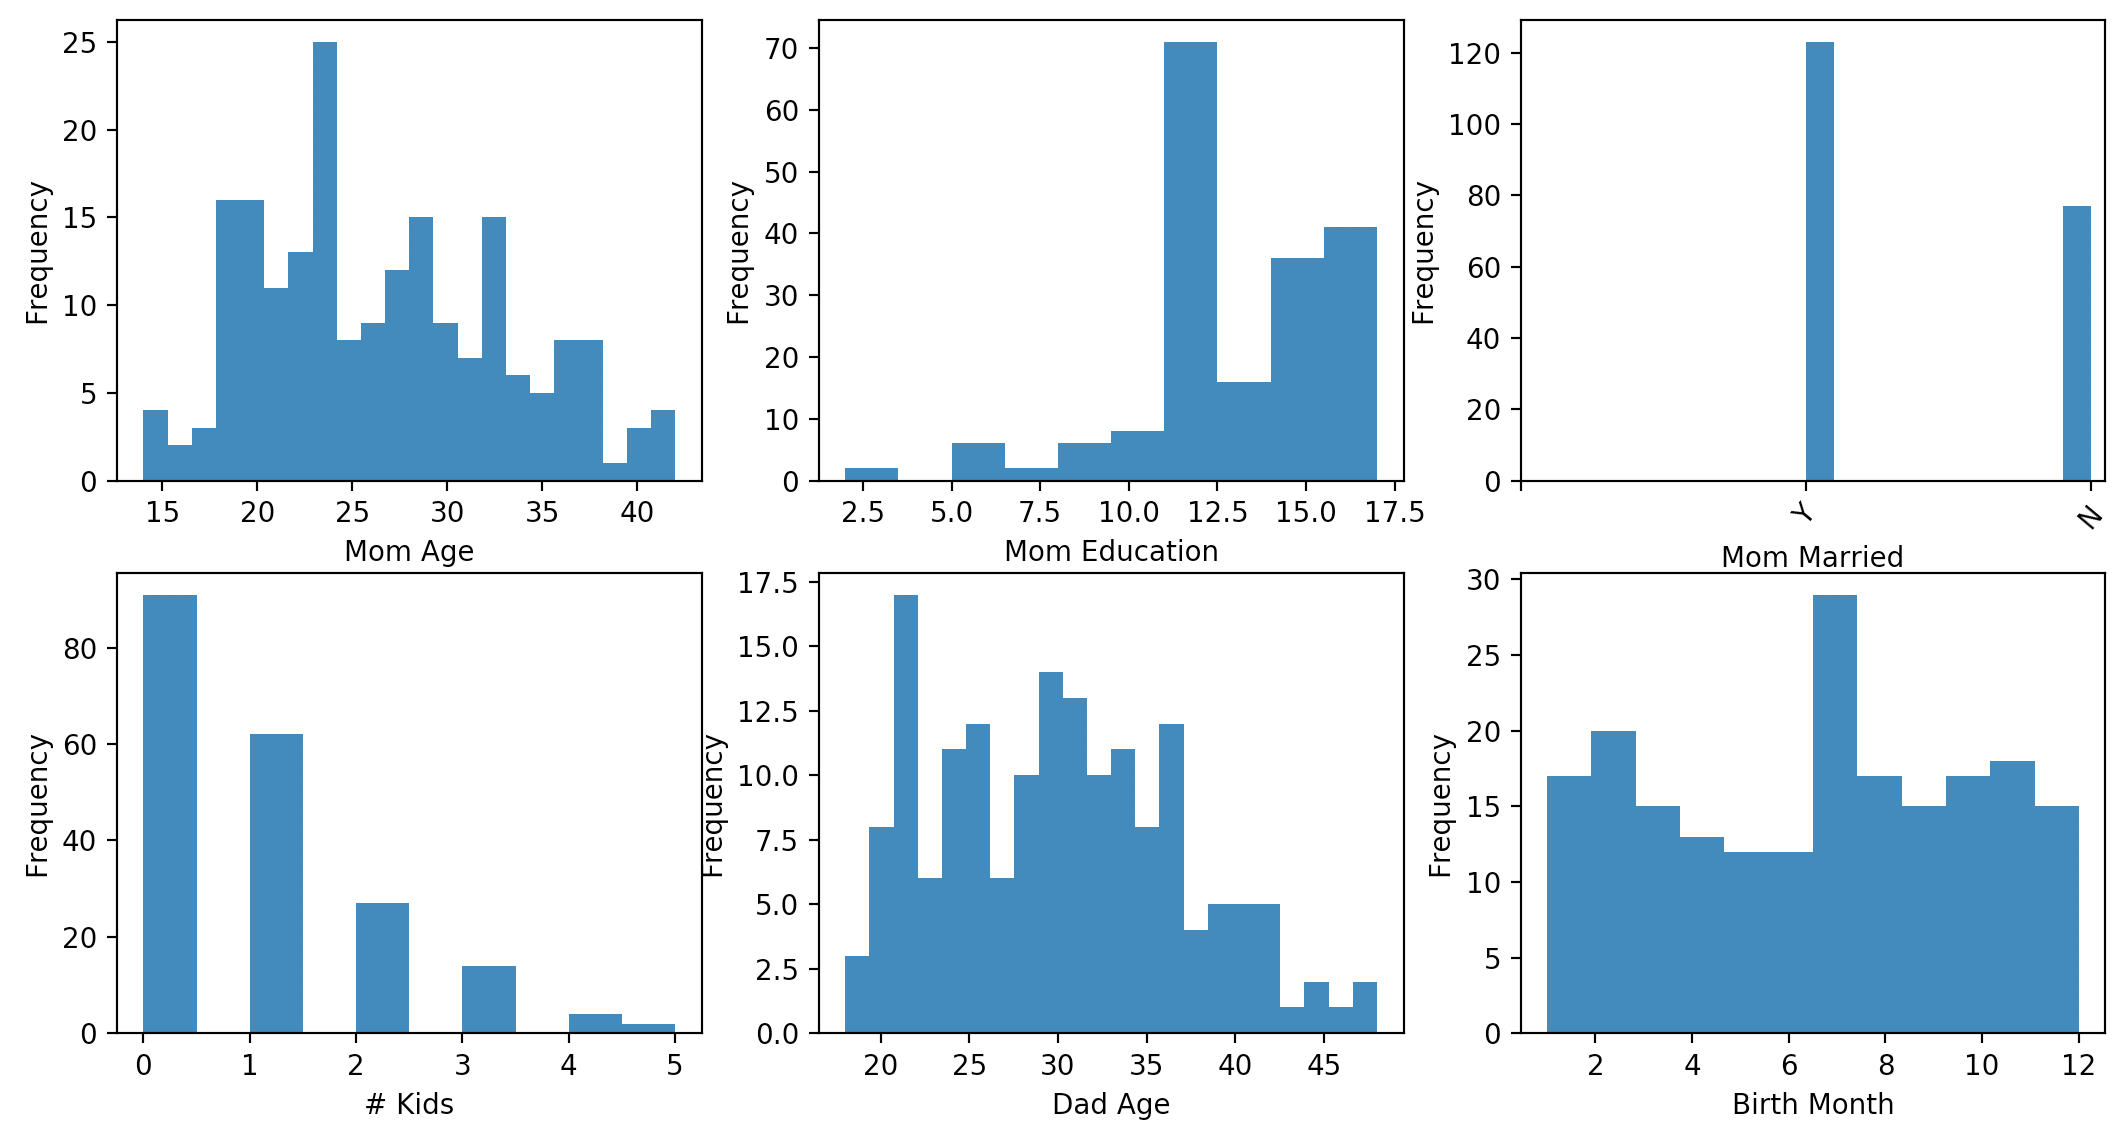 25
20
15
10
5
0
Frequency
15 20 25 30 35 40
Mom Age
70
60
50
40
30
20
10
0
Frequency
2.5 5.0 7.5 10.0 12.5 15.0 17.5
Mom Education
120
100
80
60
40
20
0
Frequency
Y N
Mom Married
80
60
40
20
0
Frequency
0 1 2 3 4 5
# Kids
17.5
15.0
12.5
10.0
7.5
5.0
2.5
0.0
Frequency
20 25 30 35 40 45
Dad Age
30
25
20
15
10
5
0
Frequency
2 4 6 8 10 12
Birth Month